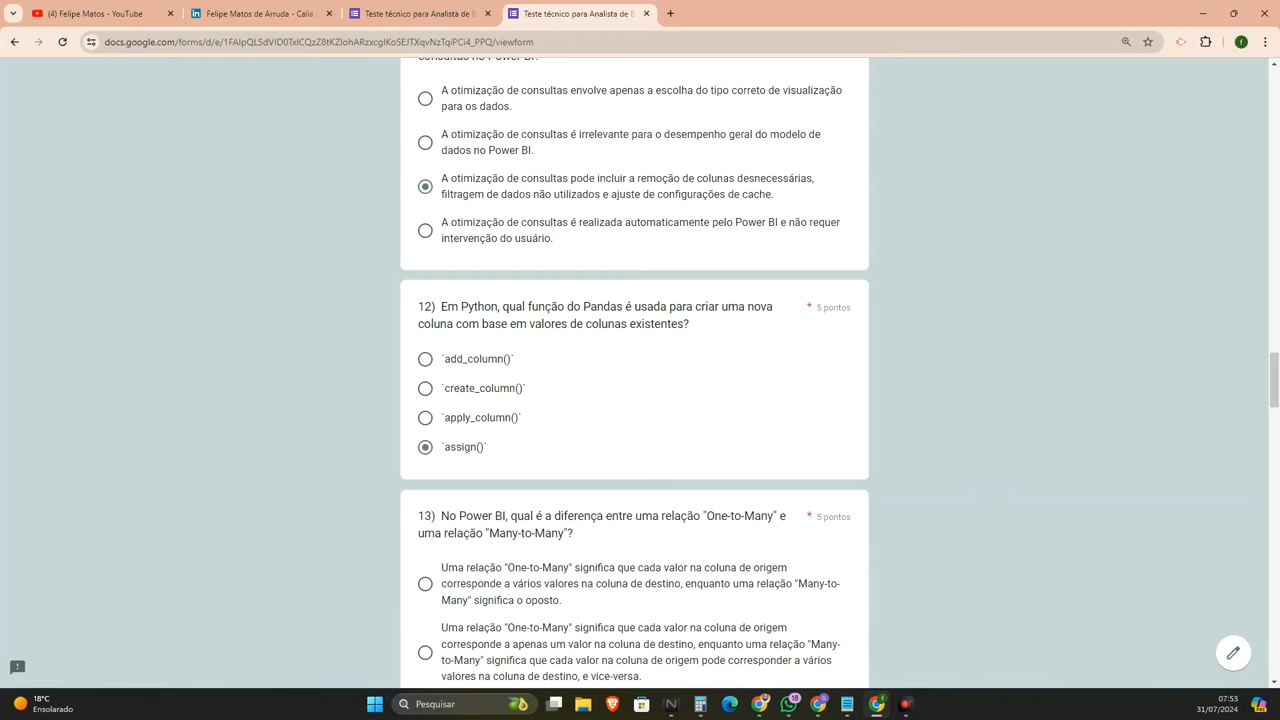 (4) Felipe Matos - YouTube
Felipe Matos de Arruda - Calia
Teste técnico para Analista de B
Teste técnico para Analista de B
docs.google.com/forms/d/e/1FAIpQLSdVID0TxICQzZ8tKZIohARzxcgIKoSEJTXqvNzTqiPCi4_PPQ/viewform
consultas no Power BI?
A otimização de consultas envolve apenas a escolha do tipo correto de visualização
para os dados.
A otimização de consultas é irrelevante para o desempenho geral do modelo de
dados no Power BI.
A otimização de consultas pode incluir a remoção de colunas desnecessárias,
filtragem de dados não utilizados e ajuste de configurações de cache.
A otimização de consultas é realizada automaticamente pelo Power BI e não requer
intervenção do usuário.
12) Em Python, qual função do Pandas é usada para criar uma nova
coluna com base em valores de colunas existentes?
* 5 pontos
`add_column()`
`create_column()`
`apply_column()`
`assign()`
13) No Power BI, qual é a diferença entre uma relação "One-to-Many" e
uma relação "Many-to-Many"?
* 5 pontos
Uma relação "One-to-Many" significa que cada valor na coluna de origem
corresponde a vários valores na coluna de destino, enquanto uma relação "Many-to-
Many" significa o oposto.
Uma relação "One-to-Many" significa que cada valor na coluna de origem
corresponde a apenas um valor na coluna de destino, enquanto uma relação "Many-
to-Many" significa que cada valor na coluna de origem pode corresponder a vários
valores na coluna de destino, e vice-versa.
18°C
Ensolarado
Pesquisar
18
07:53
31/07/2024